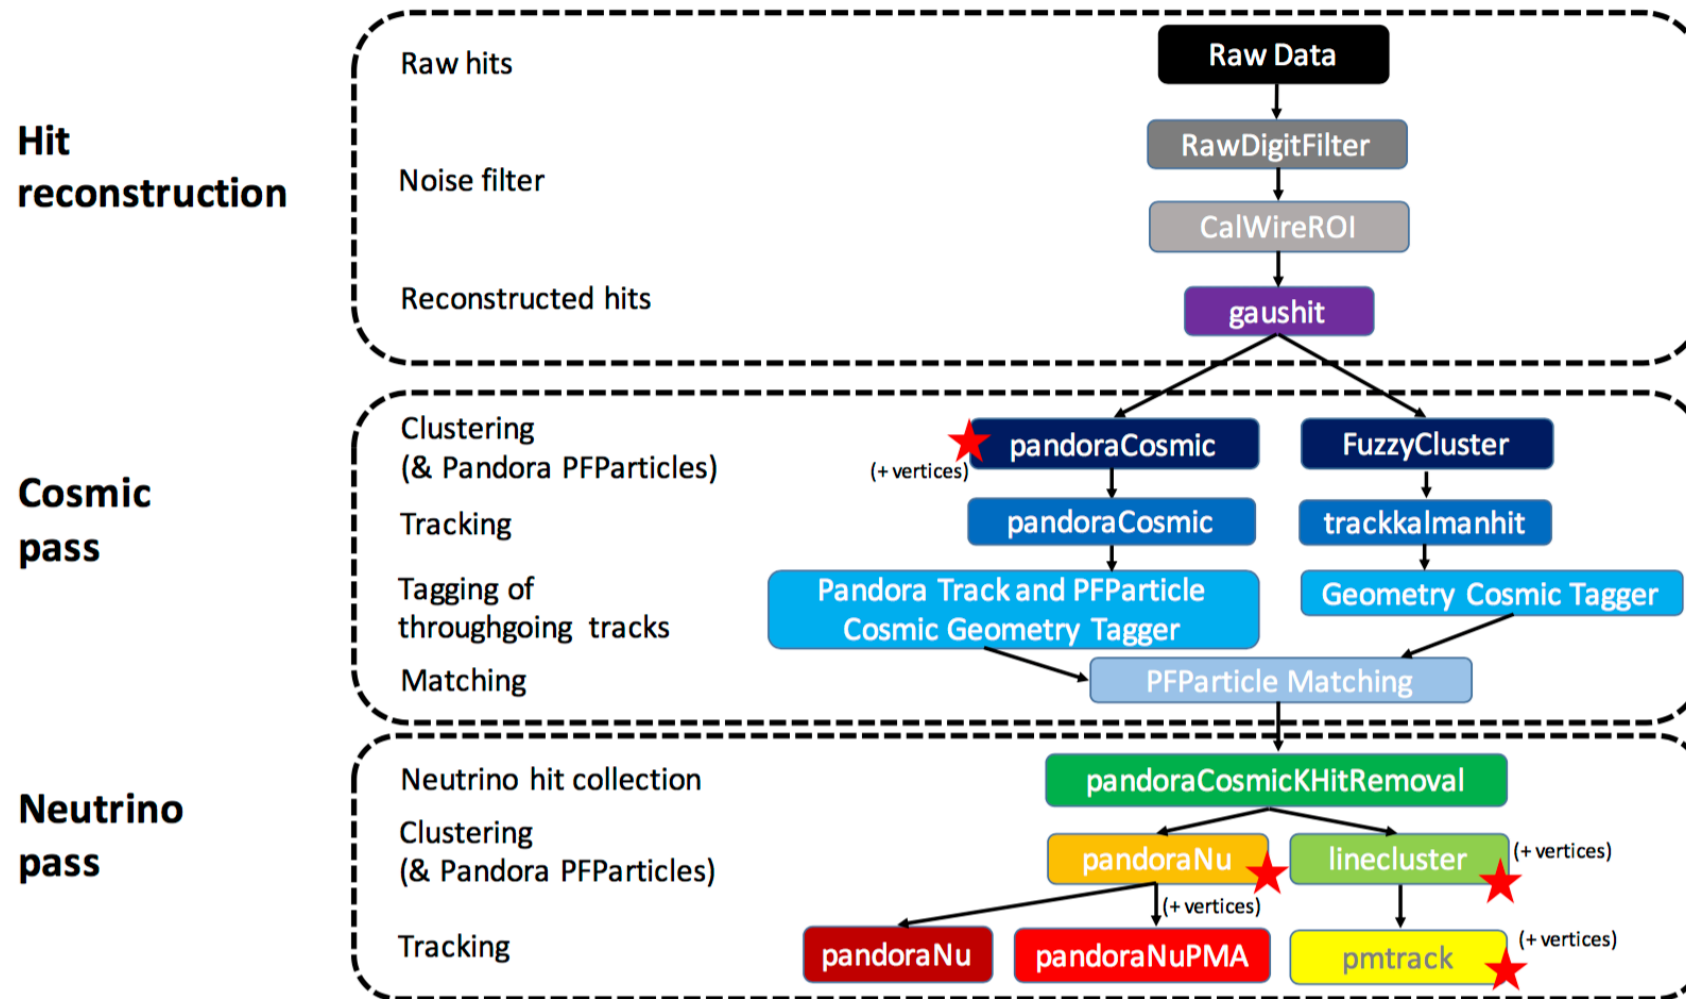 Hit
reconstruction
Raw hits
Raw Data
RawDigitFilter
Noise filter
CalWireROI
Reconstructed hits
gaushit
Cosmic
pass
Clustering
(& Pandora PFParticles)
(+ vertices)
pandoraCosmic
FuzzyCluster
Tracking
pandoraCosmic
trackkalmanhit
Tagging of
throughgoing tracks
Pandora Track and PFParticle
Cosmic Geometry Tagger
Geometry Cosmic Tagger
Matching
PFParticle Matching
Neutrino
pass
Neutrino hit collection
pandoraCosmicKHitRemoval
Clustering
(& Pandora PFParticles)
pandoraNu
(+ vertices)
linecluster
(+ vertices)
Tracking
pandoraNu
pandoraNuPMA
pmtrack
(+ vertices)